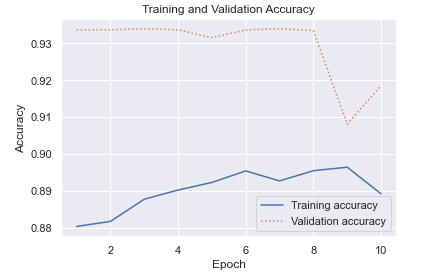 Training and Validation Accuracy
0.93
0.92
0.91
0.90
0.89
0.88
Accuracy
Training accuracy
Validation accuracy
2 4 6 8 10
Epoch